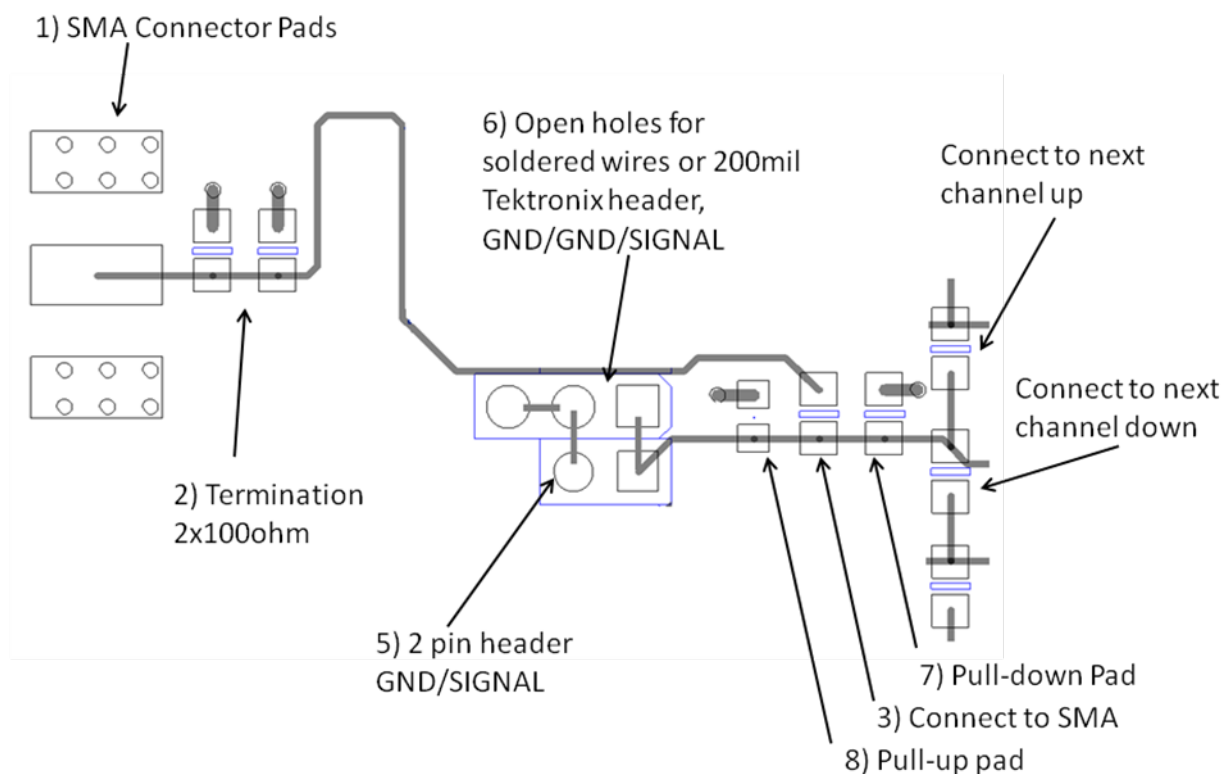 1) SMA Connector Pads
6) Open holes for
soldered wires or 200mil
Tektronix header,
GND/GND/SIGNAL
Connect to next
channel up
Connect to next
channel down
2) Termination
2x100ohm
5) 2 pin header
GND/SIGNAL
7) Pull-down Pad
3) Connect to SMA
8) Pull-up pad